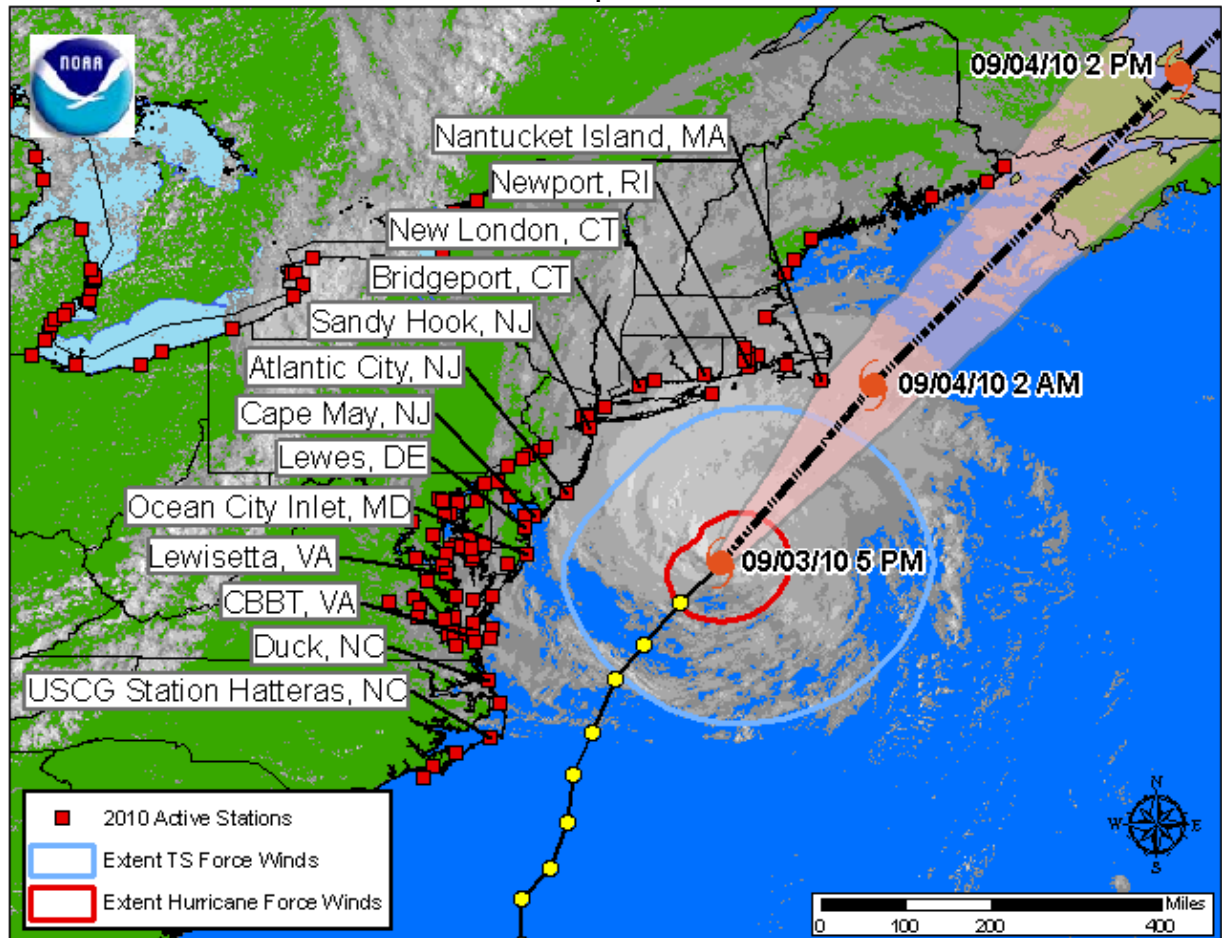 NOAA
09/04/10 2 PM
Nantucket Island, MA
Newport, RI
New London, CT
Bridgeport, CT
Sandy Hook, NJ
Atlantic City, NJ
09/04/10 2 AM
Cape May, NJ
Lewes, DE
Ocean City Inlet, MD
Lewisetta, VA
09/03/10 5 PM
CBBT, VA
Duck, NC
USCG Station Hatteras, NC
2010 Active Stations
Extent TS Force Winds
Extent Hurricane Force Winds
N
W E
S
Miles
0 100 200 400